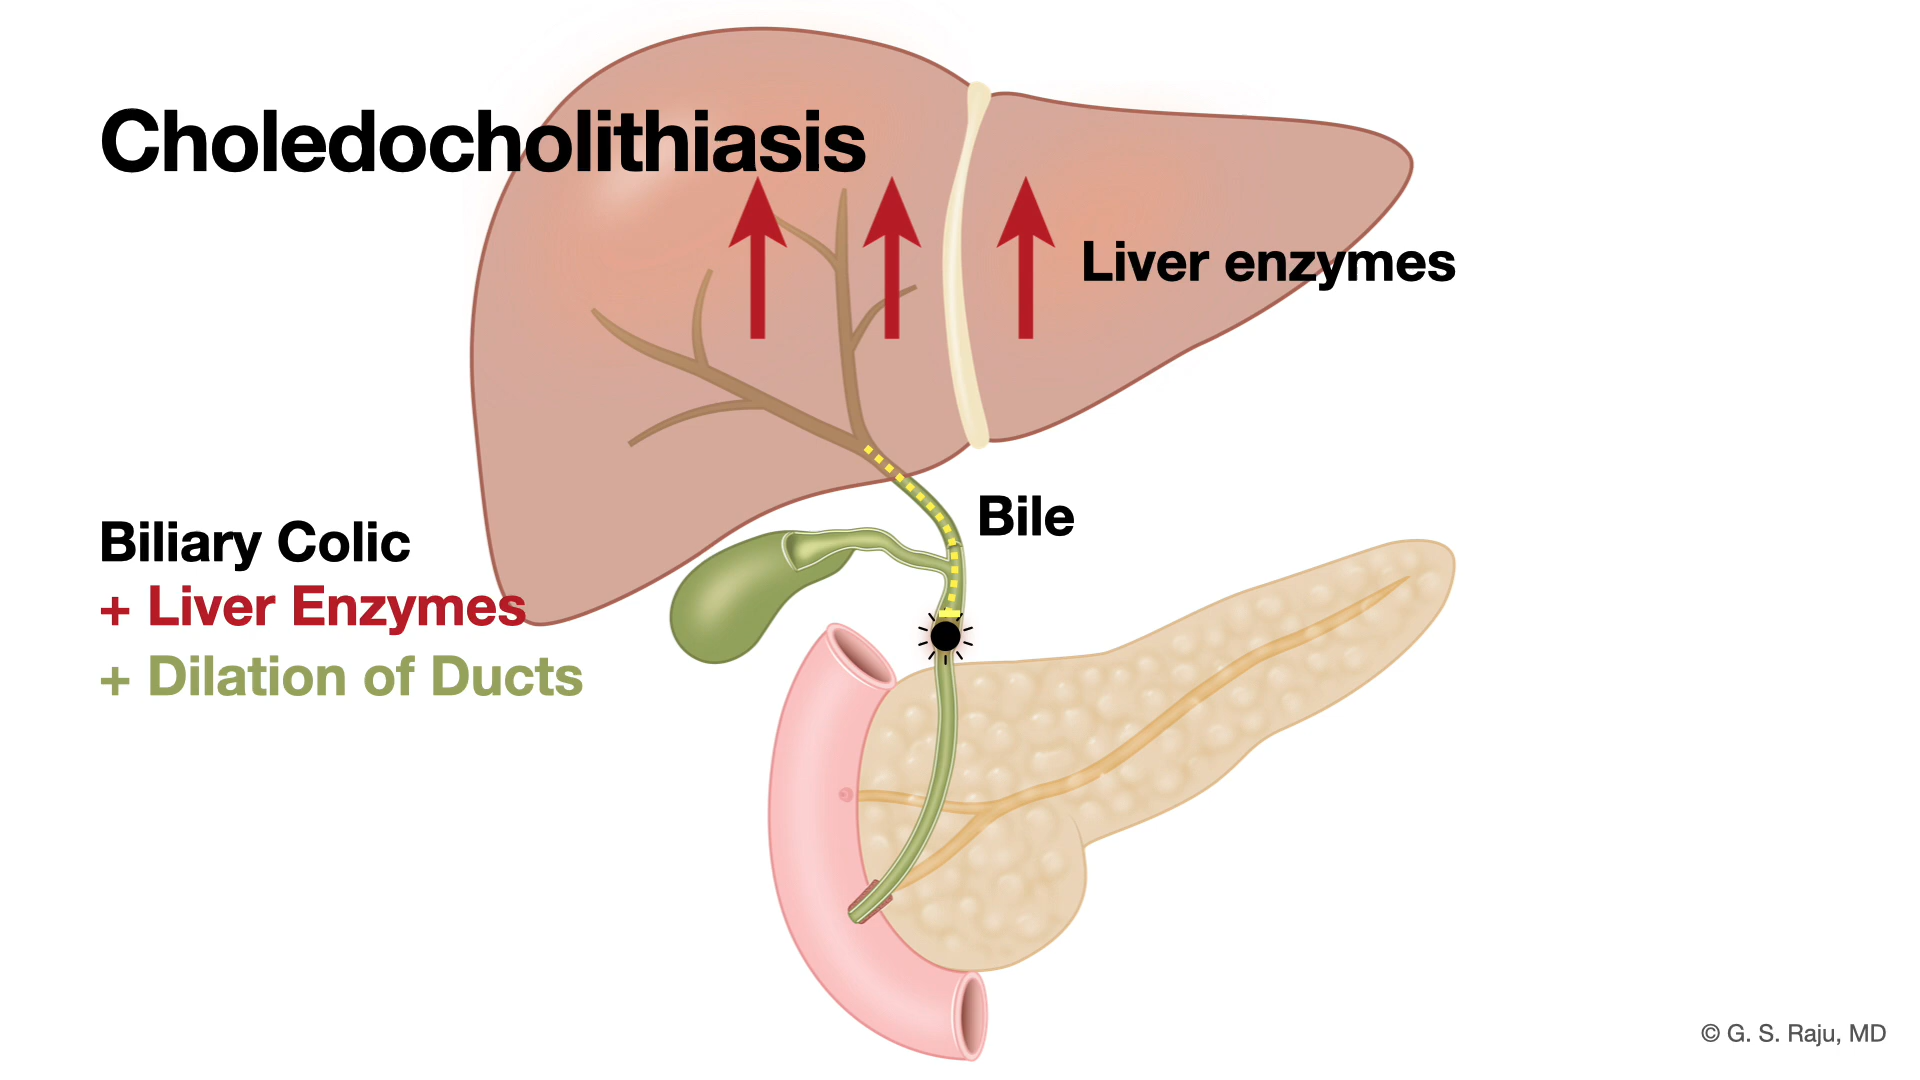 Choledocholithiasis
Liver enzymes
Bile
Biliary Colic
+ Liver Enzymes
+ Dilation of Ducts
© G. S. Raju, MD